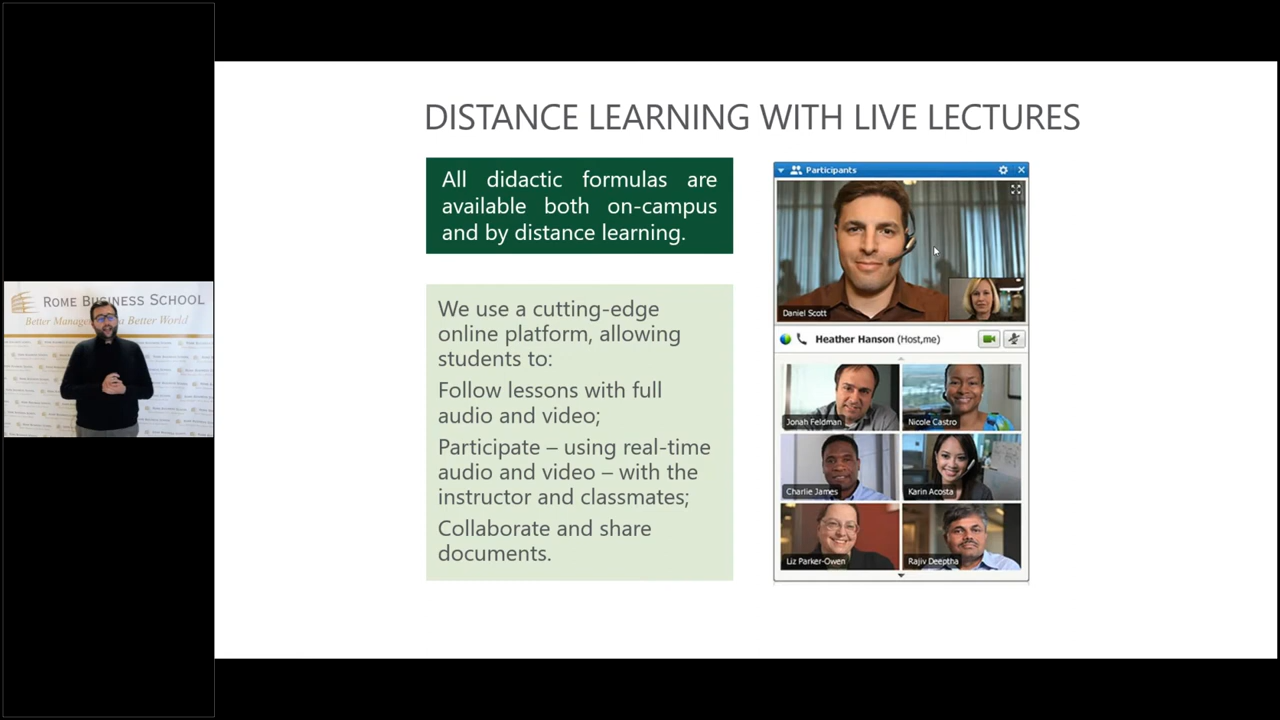 DISTANCE LEARNING WITH LIVE LECTURES
All didactic formulas are
available both on-campus
and by distance learning.
We use a cutting-edge
online platform, allowing
students to:
Follow lessons with full
audio and video;
Participate – using real-time
audio and video – with the
instructor and classmates;
Collaborate and share
documents.
Participants
Daniel Scott
Heather Hanson (Host,me)
Jonah Feldman
Nicole Castro
Charlie James
Karin Acosta
Liz Parker-Owen
Rajiv Deeptha
ROME BUSINESS SCHOOL
Better World